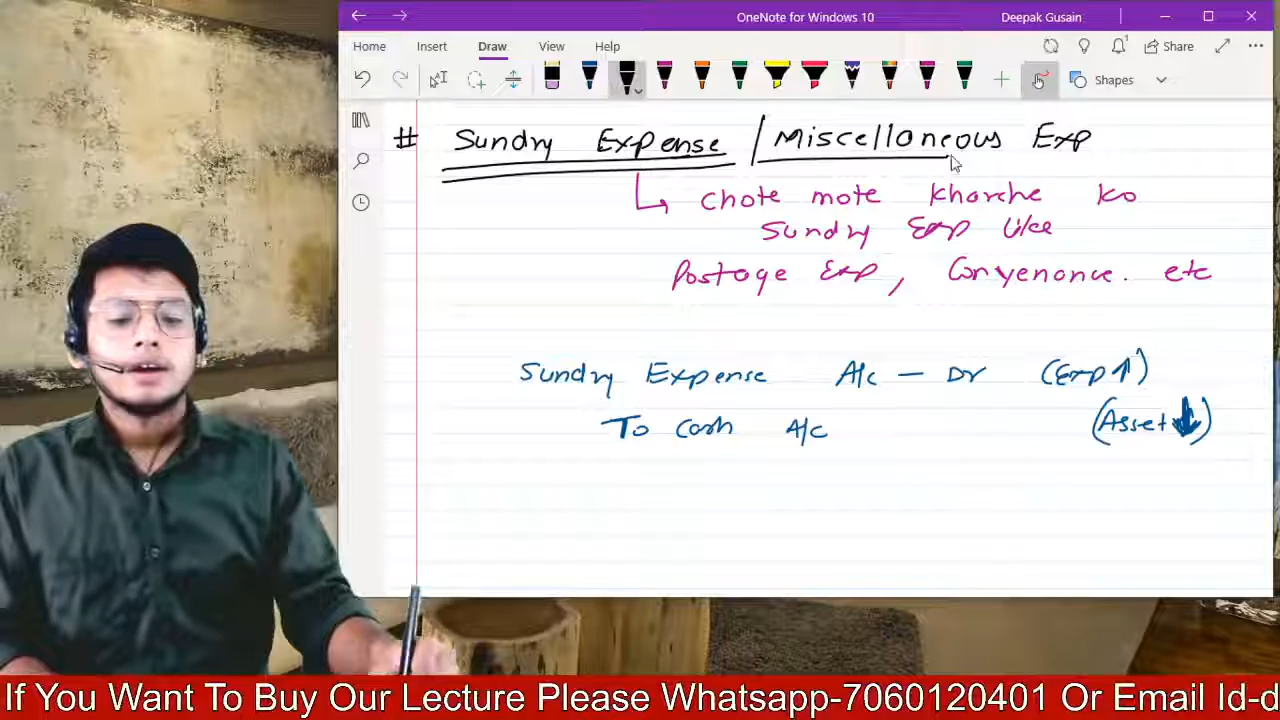 OneNote for Windows 10
Deepak Gusain
Home Insert Draw View Help
Share
Shapes
# Sundry Expense / Miscellaneous Exp
chote mote kharche ko
Sundry Exp like
Postage Exp, Convenance. etc
Sundry Expense A/c - Dr (Exp↑)
To Cash A/c (Asset↓)
If You Want To Buy Our Lecture Please Whatsapp-7060120401 Or Email Id-d